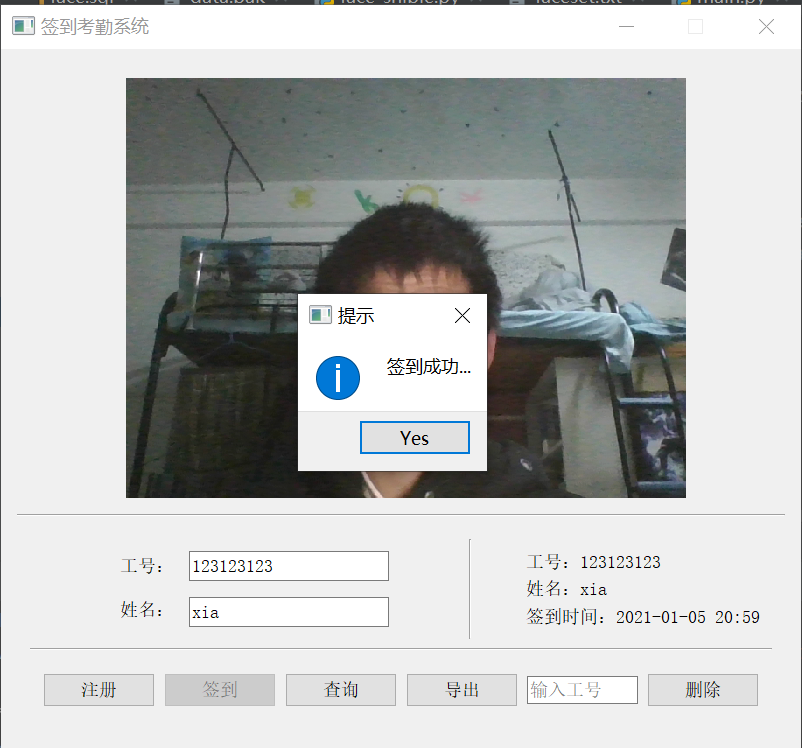 签到考勤系统
提示
签到成功...
Yes
工号： 123123123
姓名： xia
工号：123123123
姓名：xia
签到时间：2021-01-05 20:59
注册 签到 查询 导出 输入工号 删除